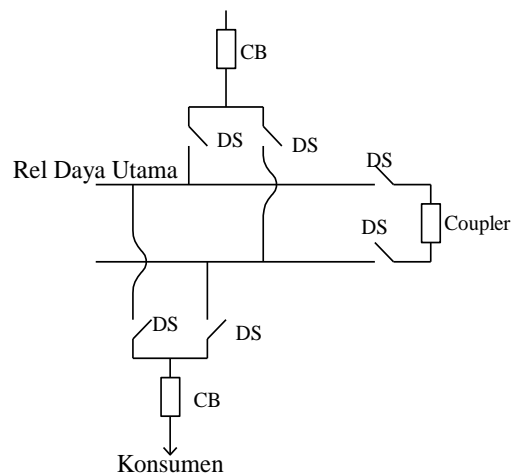 CB
DS
DS
Rel Daya Utama
DS
Coupler
DS
DS
DS
CB
Konsumen